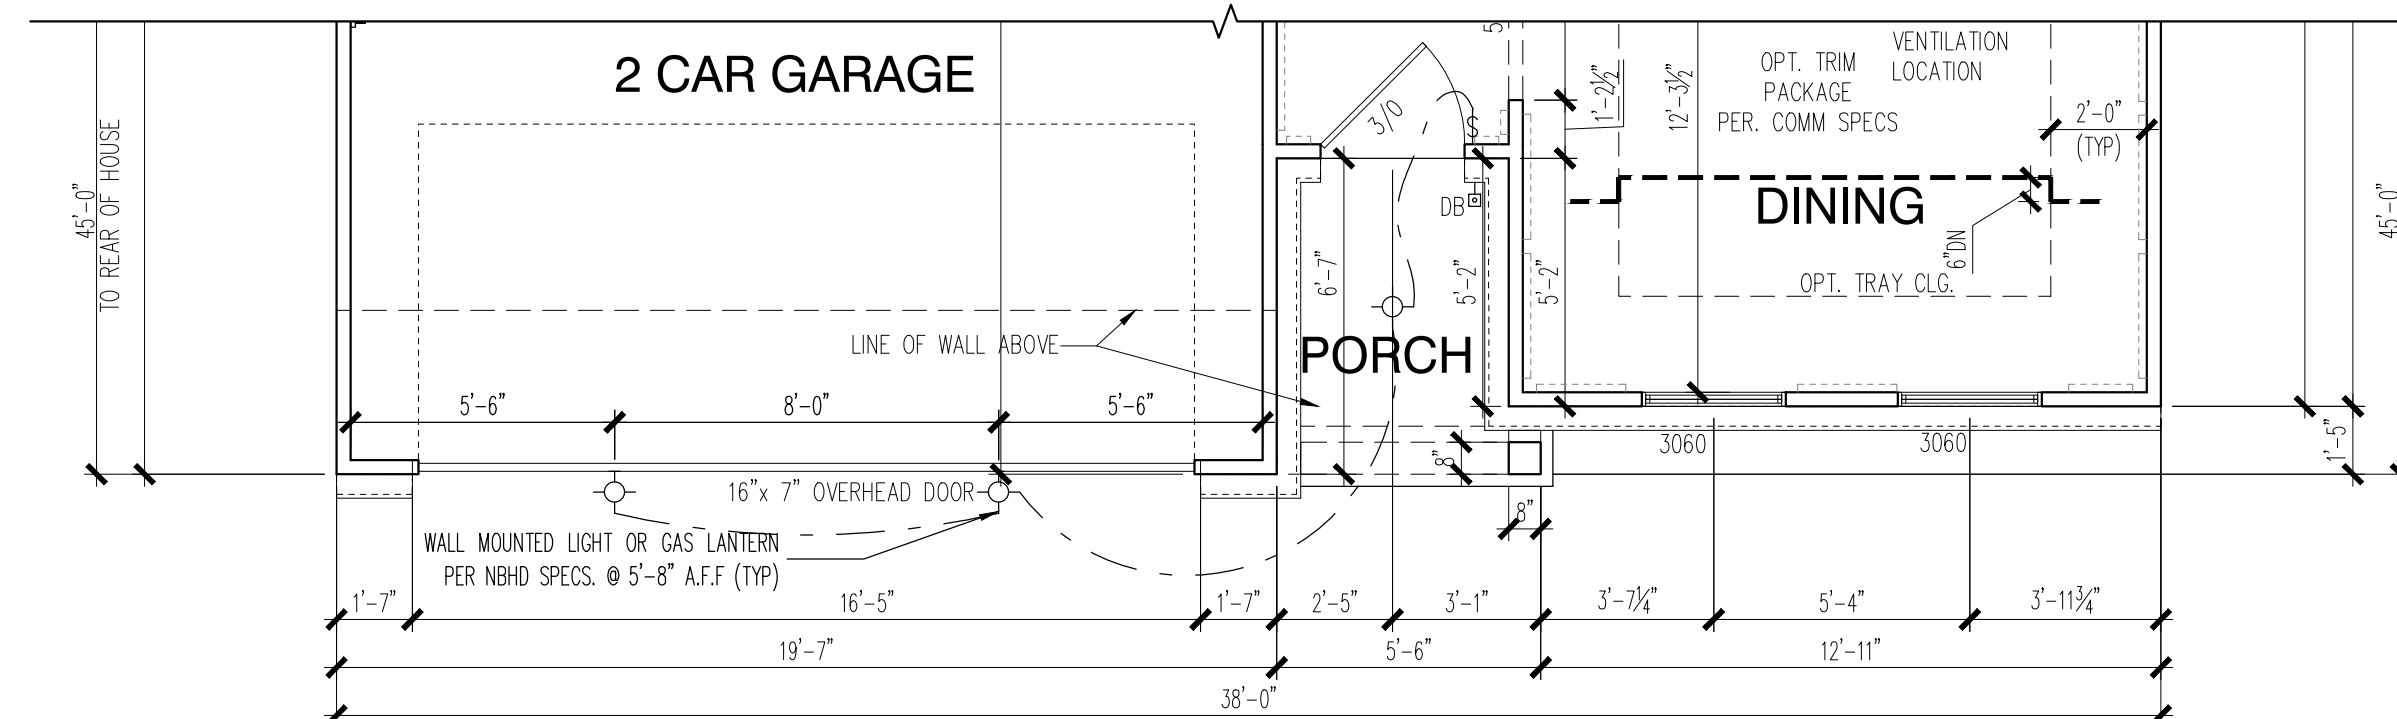 2 CAR GARAGE
OPT. TRIM
PACKAGE
PER. COMM SPECS
VENTILATION
LOCATION
1'-2½"
12'-3½"
2'-0"
(TYP)
3/0
S
DB
DINING
6"DN
OPT. TRAY CLG.
45'-0"
TO REAR OF HOUSE
45'-0"
6'-7"
5'-2"
5'-2"
LINE OF WALL ABOVE
PORCH
5'-6"
8'-0"
5'-6"
3060
3060
1'-5"
8"
16"x 7" OVERHEAD DOOR
8"
WALL MOUNTED LIGHT OR GAS LANTERN
PER NBHD SPECS. @ 5'-8" A.F.F (TYP)
1'-7"
16'-5"
1'-7"
2'-5"
3'-1"
3'-7¼"
5'-4"
3'-11¾"
19'-7"
5'-6"
12'-11"
38'-0"